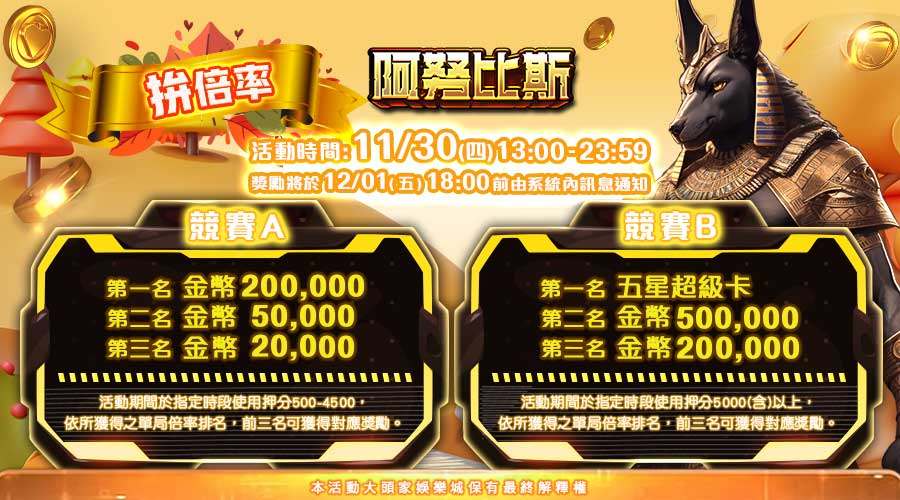 拚倍率
阿努比斯
活動時間: 11/30(四)13:00-23:59
獎勵將於12/01(五)18:00前由系統內訊息通知
競賽A
第一名 金幣 200,000
第二名 金幣 50,000
第三名 金幣 20,000
活動期間於指定時段使用押分500-4500,
依所獲得之單局倍率排名,前三名可獲得對應獎勵。
競賽B
第一名 五星超級卡
第二名 金幣 500,000
第三名 金幣 200,000
活動期間於指定時段使用押分5000(含)以上,
依所獲得之單局倍率排名,前三名可獲得對應獎勵。
本活動大頭家娛樂城保有最終解釋權